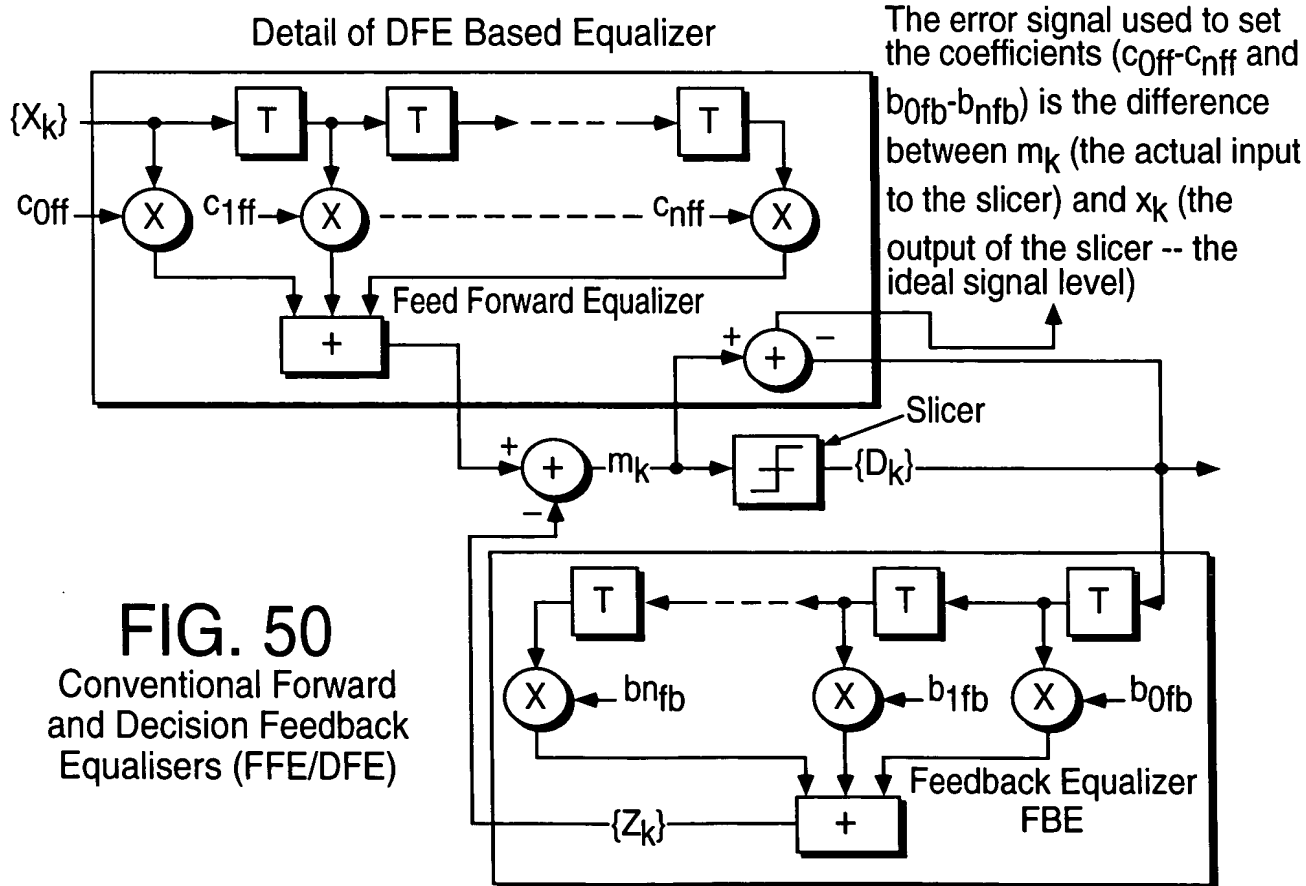 Detail of DFE Based Equalizer
The error signal used to set
the coefficients (c0ff-cnff and
b0fb-bnfb) is the difference
between mk (the actual input
to the slicer) and xk (the
output of the slicer -- the
ideal signal level)
{Xk}
T
T
T
c0ff
X
c1ff
X
cnff
X
Feed Forward Equalizer
+
+
+
−
Slicer
+
+
−
mk
{Dk}
T
T
T
X
bnfb
X
b1fb
X
b0fb
Feedback Equalizer
FBE
{Zk}
+
FIG. 50
Conventional Forward
and Decision Feedback
Equalisers (FFE/DFE)